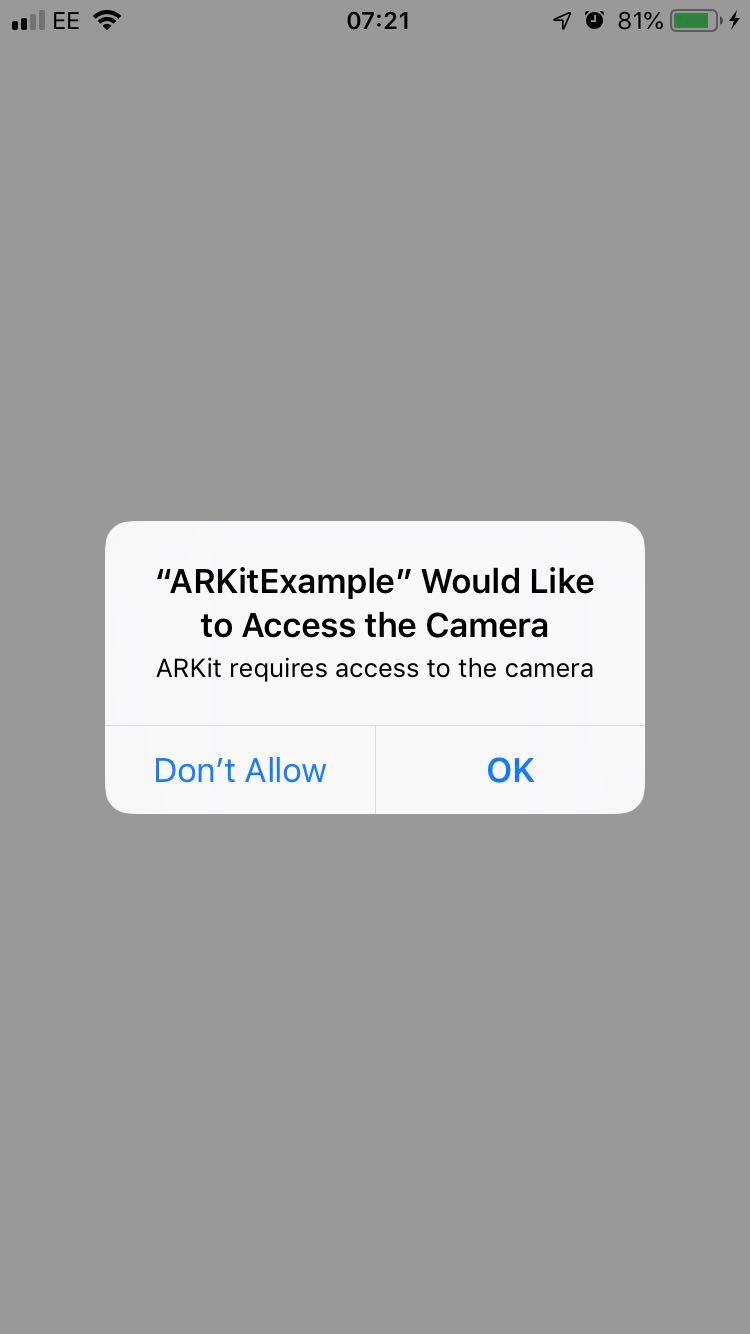 EE 07:21 81%
“ARKitExample” Would Like
to Access the Camera
ARKit requires access to the camera
Don’t Allow OK